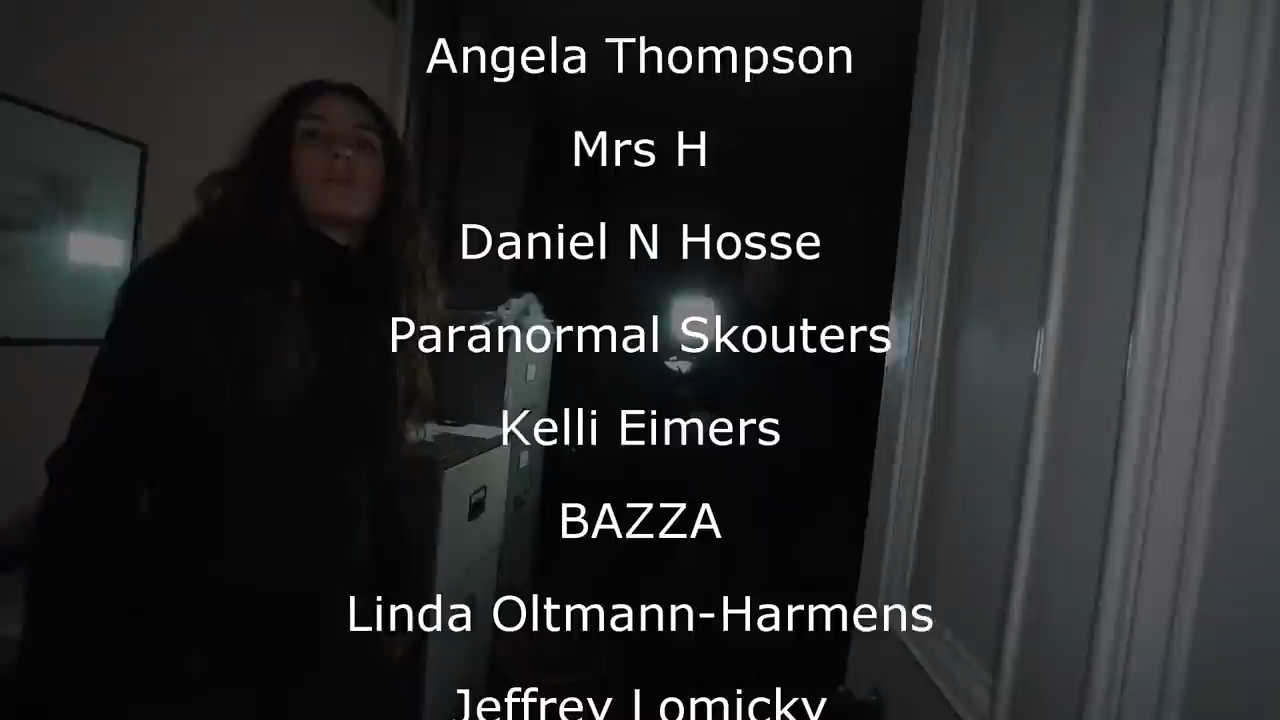 Angela Thompson
Mrs H
Daniel N Hosse
Paranormal Skouters
Kelli Eimers
BAZZA
Linda Oltmann-Harmens
Jeffrey Lomicky